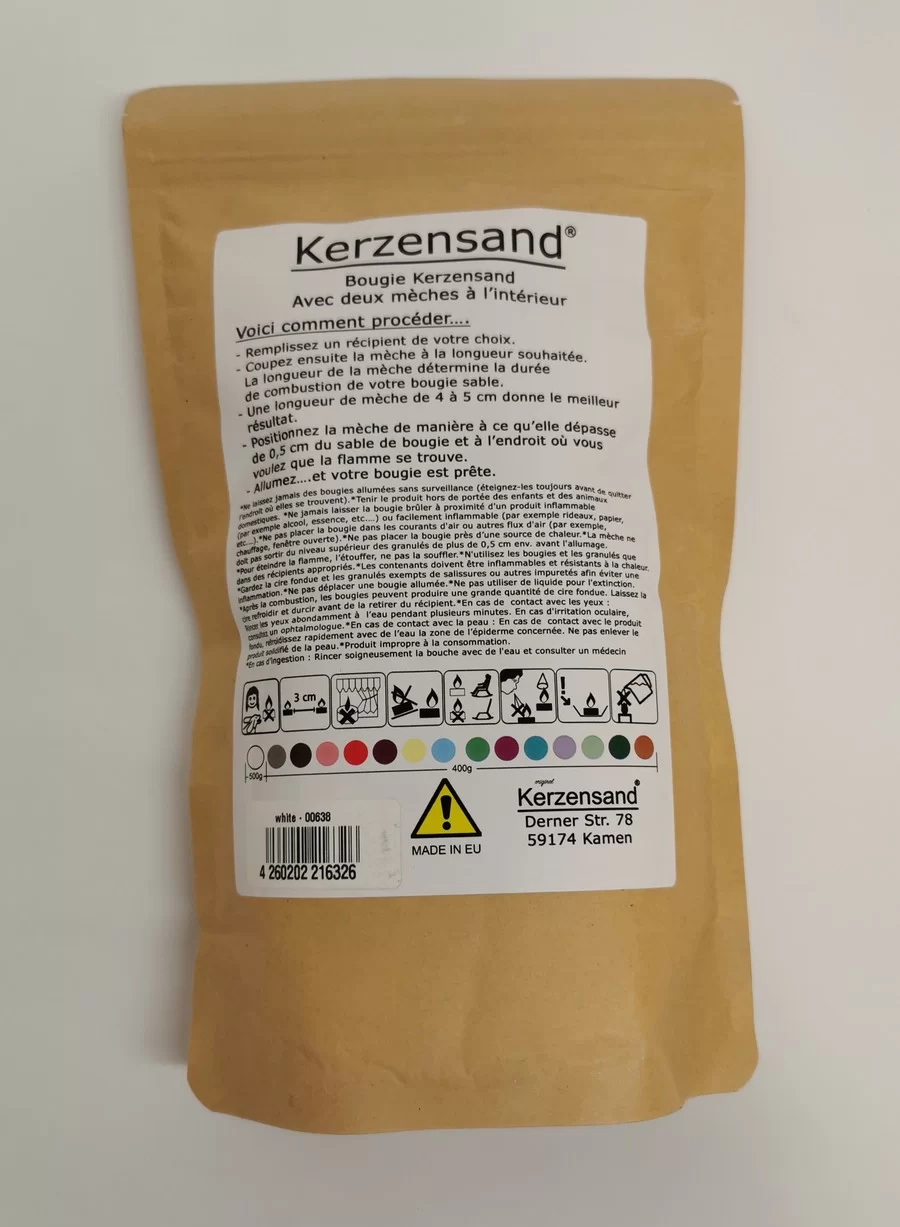 Kerzensand®
Bougie Kerzensand
Avec deux mèches à l'intérieur
Voici comment procéder....
- Remplissez un récipient de votre choix.
- Coupez ensuite la mèche à la longueur souhaitée.
La longueur de la mèche détermine la durée
de combustion de votre bougie sable.
- Une longueur de mèche de 4 à 5 cm donne le meilleur
résultat.
- Positionnez la mèche de manière à ce qu'elle dépasse
de 0,5 cm du sable de bougie et à l'endroit où vous
voulez que la flamme se trouve.
- Allumez....et votre bougie est prête.
*Ne laissez jamais des bougies allumées sans surveillance (éteignez-les toujours avant de quitter
l'endroit où elles se trouvent).*Tenir le produit hors de portée des enfants et des animaux
domestiques. *Ne jamais laisser la bougie brûler à proximité d'un produit inflammable
(par exemple alcool, essence, etc....) ou facilement inflammable (par exemple rideaux, papier,
etc...).*Ne pas placer la bougie dans les courants d'air ou autres flux d'air (par exemple,
chauffage, fenêtre ouverte).*Ne pas placer la bougie près d'une source de chaleur.*La mèche ne
doit pas sortir du niveau supérieur des granulés de plus de 0,5 cm env. avant l'allumage.
*Pour éteindre la flamme, l'étouffer, ne pas la souffler.*N'utilisez les bougies et les granulés que
dans des récipients appropriés.*Les contenants doivent être inflammables et résistants à la chaleur.
*Gardez la cire fondue et les granulés exempts de salissures ou autres impuretés afin éviter une
inflammation.*Ne pas déplacer une bougie allumée.*Ne pas utiliser de liquide pour l'extinction.
*Après la combustion, les bougies peuvent produire une grande quantité de cire fondue. Laissez la
cire refroidir et durcir avant de la retirer du récipient.*En cas de contact avec les yeux :
Rincer les yeux abondamment à l'eau pendant plusieurs minutes. En cas d'irritation oculaire,
consultez un ophtalmologue.*En cas de contact avec la peau : En cas de contact avec le produit
fondu, refroidissez rapidement avec de l'eau la zone de l'épiderme concernée. Ne pas enlever le
produit solidifié de la peau.*Produit impropre à la consommation.
*En cas d'ingestion : Rincer soigneusement la bouche avec de l'eau et consulter un médecin
3 cm
500g
400g
white · 00638
4 260202 216326
MADE IN EU
original
Kerzensand®
Derner Str. 78
59174 Kamen